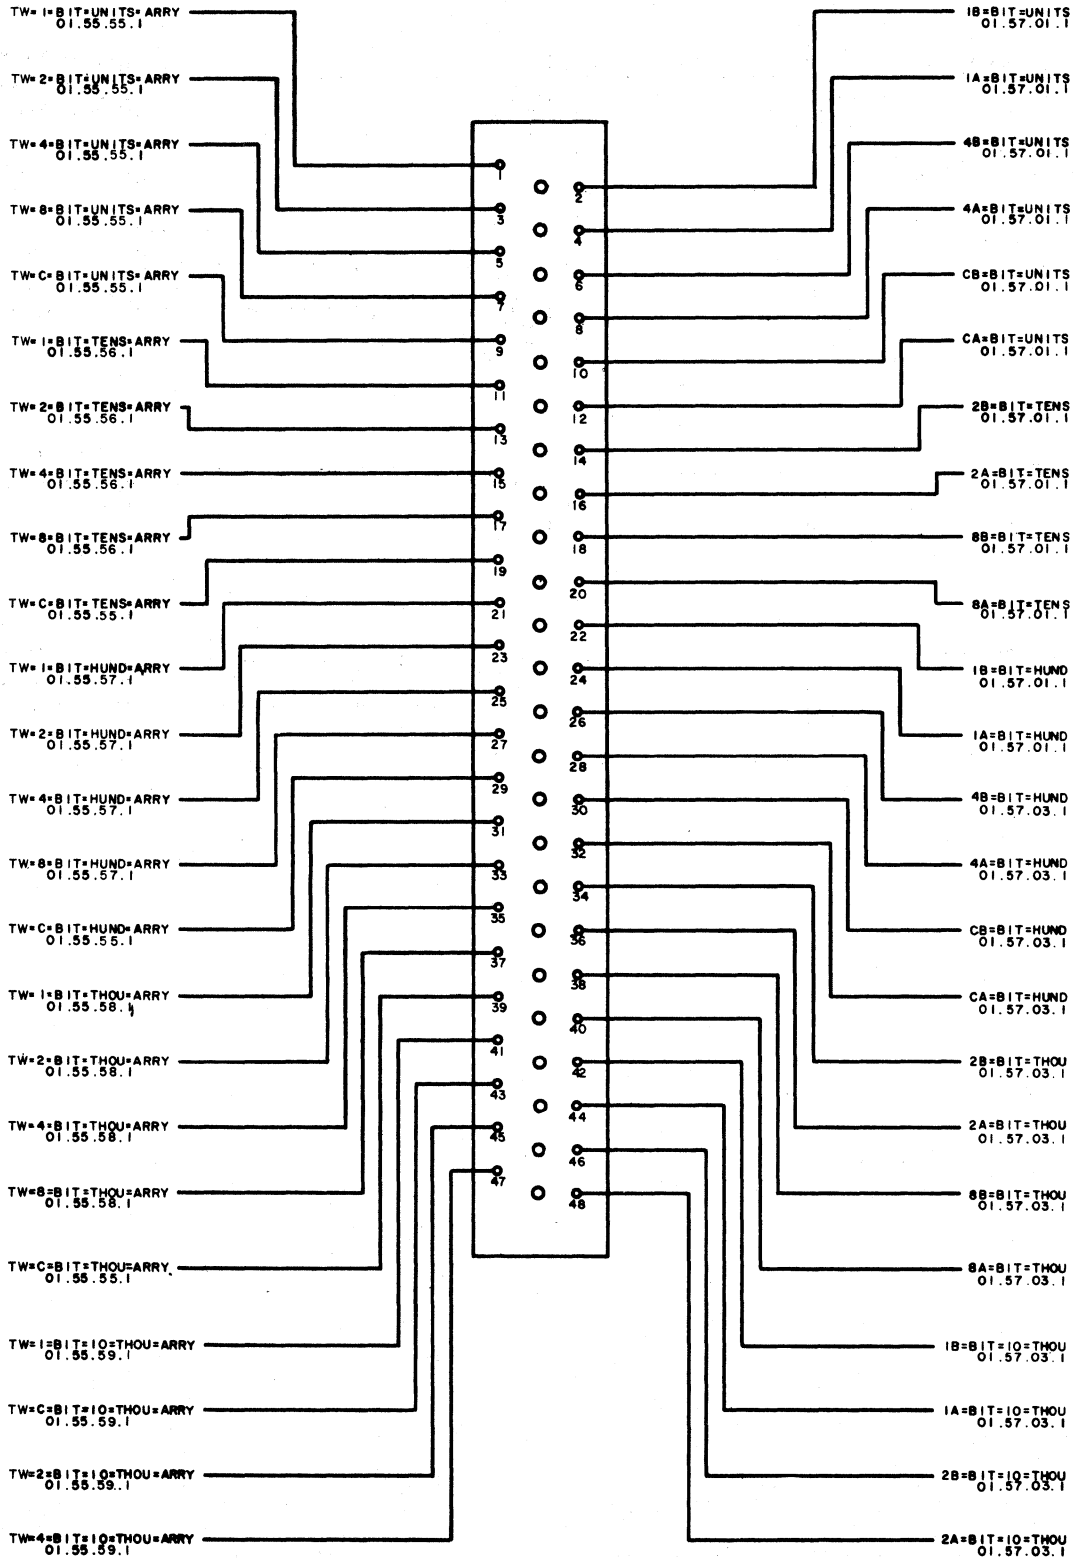 TW=1=BIT=UNITS=ARRY
01.55.55.1
TW=2=BIT=UNITS=ARRY
01.55.55.1
TW=4=BIT=UNITS=ARRY
01.55.55.1
TW=8=BIT=UNITS=ARRY
01.55.55.1
TW=C=BIT=UNITS=ARRY
01.55.55.1
TW=1=BIT=TENS=ARRY
01.55.56.1
TW=2=BIT=TENS=ARRY
01.55.56.1
TW=4=BIT=TENS=ARRY
01.55.56.1
TW=8=BIT=TENS=ARRY
01.55.56.1
TW=C=BIT=TENS=ARRY
01.55.55.1
TW=1=BIT=HUND=ARRY
01.55.57.1
TW=2=BIT=HUND=ARRY
01.55.57.1
TW=4=BIT=HUND=ARRY
01.55.57.1
TW=8=BIT=HUND=ARRY
01.55.57.1
TW=C=BIT=HUND=ARRY
01.55.55.1
TW=1=BIT=THOU=ARRY
01.55.58.1
TW=2=BIT=THOU=ARRY
01.55.58.1
TW=4=BIT=THOU=ARRY
01.55.58.1
TW=8=BIT=THOU=ARRY
01.55.58.1
TW=C=BIT=THOU=ARRY
01.55.55.1
TW=1=BIT=10=THOU=ARRY
01.55.59.1
TW=C=BIT=10=THOU=ARRY
01.55.59.1
TW=2=BIT=10=THOU=ARRY
01.55.59.1
TW=4=BIT=10=THOU=ARRY
01.55.59.1
1
2
3
4
5
6
7
8
9
10
11
12
13
14
15
16
17
18
19
20
21
22
23
24
25
26
27
28
29
30
31
32
33
34
35
36
37
38
39
40
41
42
43
44
45
46
47
48
1B=BIT=UNITS
01.57.01.1
1A=BIT=UNITS
01.57.01.1
4B=BIT=UNITS
01.57.01.1
4A=BIT=UNITS
01.57.01.1
CB=BIT=UNITS
01.57.01.1
CA=BIT=UNITS
01.57.01.1
2B=BIT=TENS
01.57.01.1
2A=BIT=TENS
01.57.01.1
8B=BIT=TENS
01.57.01.1
8A=BIT=TENS
01.57.01.1
1B=BIT=HUND
01.57.01.1
1A=BIT=HUND
01.57.01.1
4B=BIT=HUND
01.57.03.1
4A=BIT=HUND
01.57.03.1
CB=BIT=HUND
01.57.03.1
CA=BIT=HUND
01.57.03.1
2B=BIT=THOU
01.57.03.1
2A=BIT=THOU
01.57.03.1
8B=BIT=THOU
01.57.03.1
8A=BIT=THOU
01.57.03.1
1B=BIT=10=THOU
01.57.03.1
1A=BIT=10=THOU
01.57.03.1
2B=BIT=10=THOU
01.57.03.1
2A=BIT=10=THOU
01.57.03.1